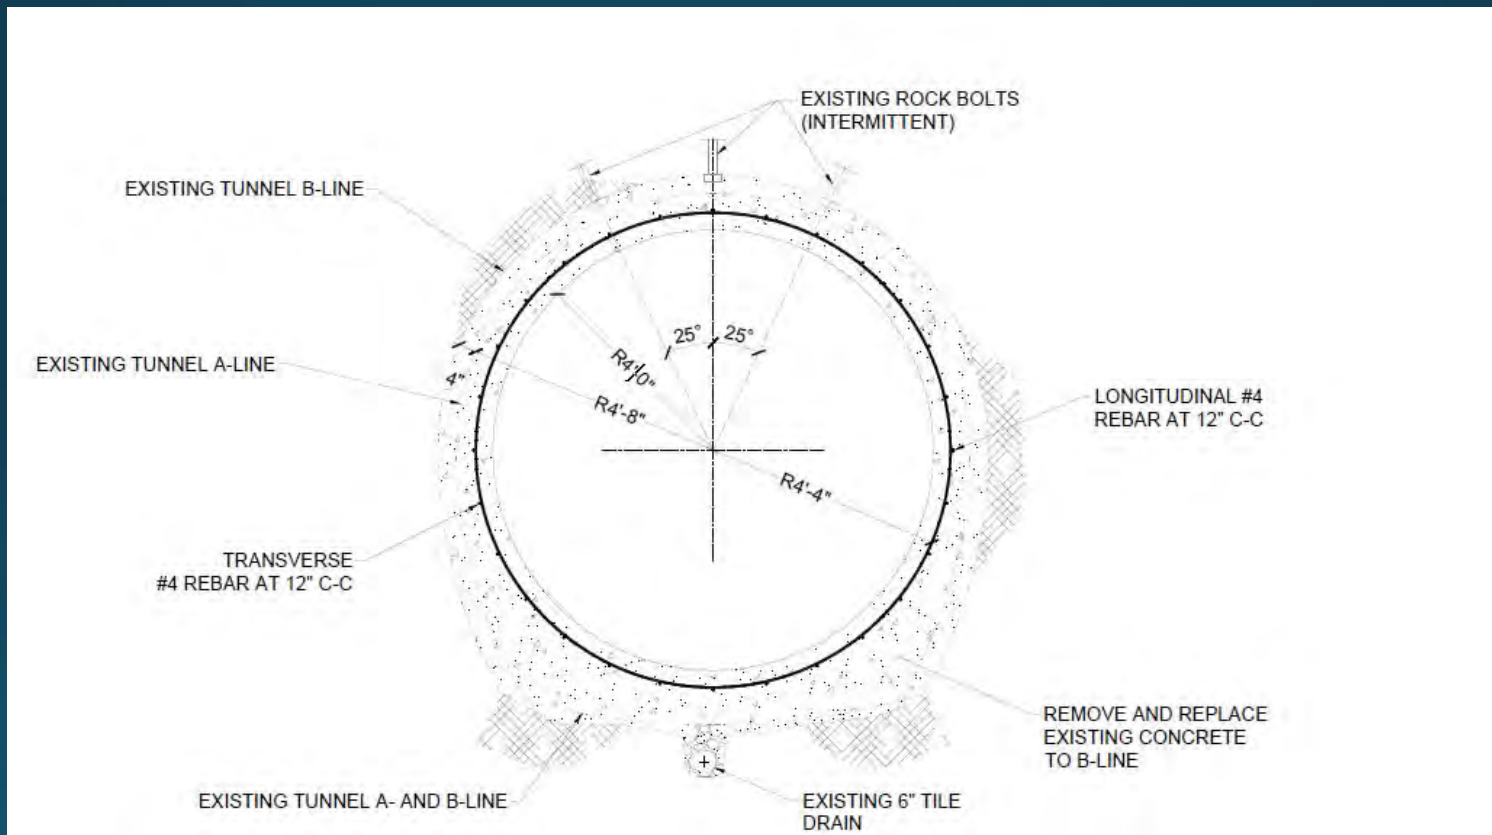 EXISTING ROCK BOLTS
(INTERMITTENT)
EXISTING TUNNEL B-LINE
25°
25°
EXISTING TUNNEL A-LINE
4"
R4'-0"
R4'-8"
LONGITUDINAL #4
REBAR AT 12" C-C
R4'-4"
TRANSVERSE
#4 REBAR AT 12" C-C
REMOVE AND REPLACE
EXISTING CONCRETE
TO B-LINE
EXISTING TUNNEL A- AND B-LINE
EXISTING 6" TILE
DRAIN